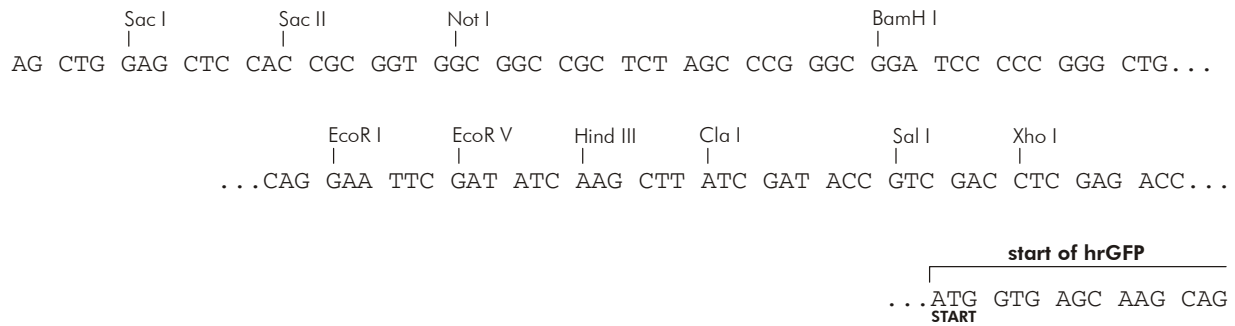 Sac I Sac II Not I BamH I
AG CTG GAG CTC CAC CGC GGT GGC GGC CGC TCT AGC CCG GGC GGA TCC CCC GGG CTG...
EcoR I EcoR V Hind III Cla I Sal I Xho I
...CAG GAA TTC GAT ATC AAG CTT ATC GAT ACC GTC GAC CTC GAG ACC...
start of hrGFP
...ATG GTG AGC AAG CAG
START